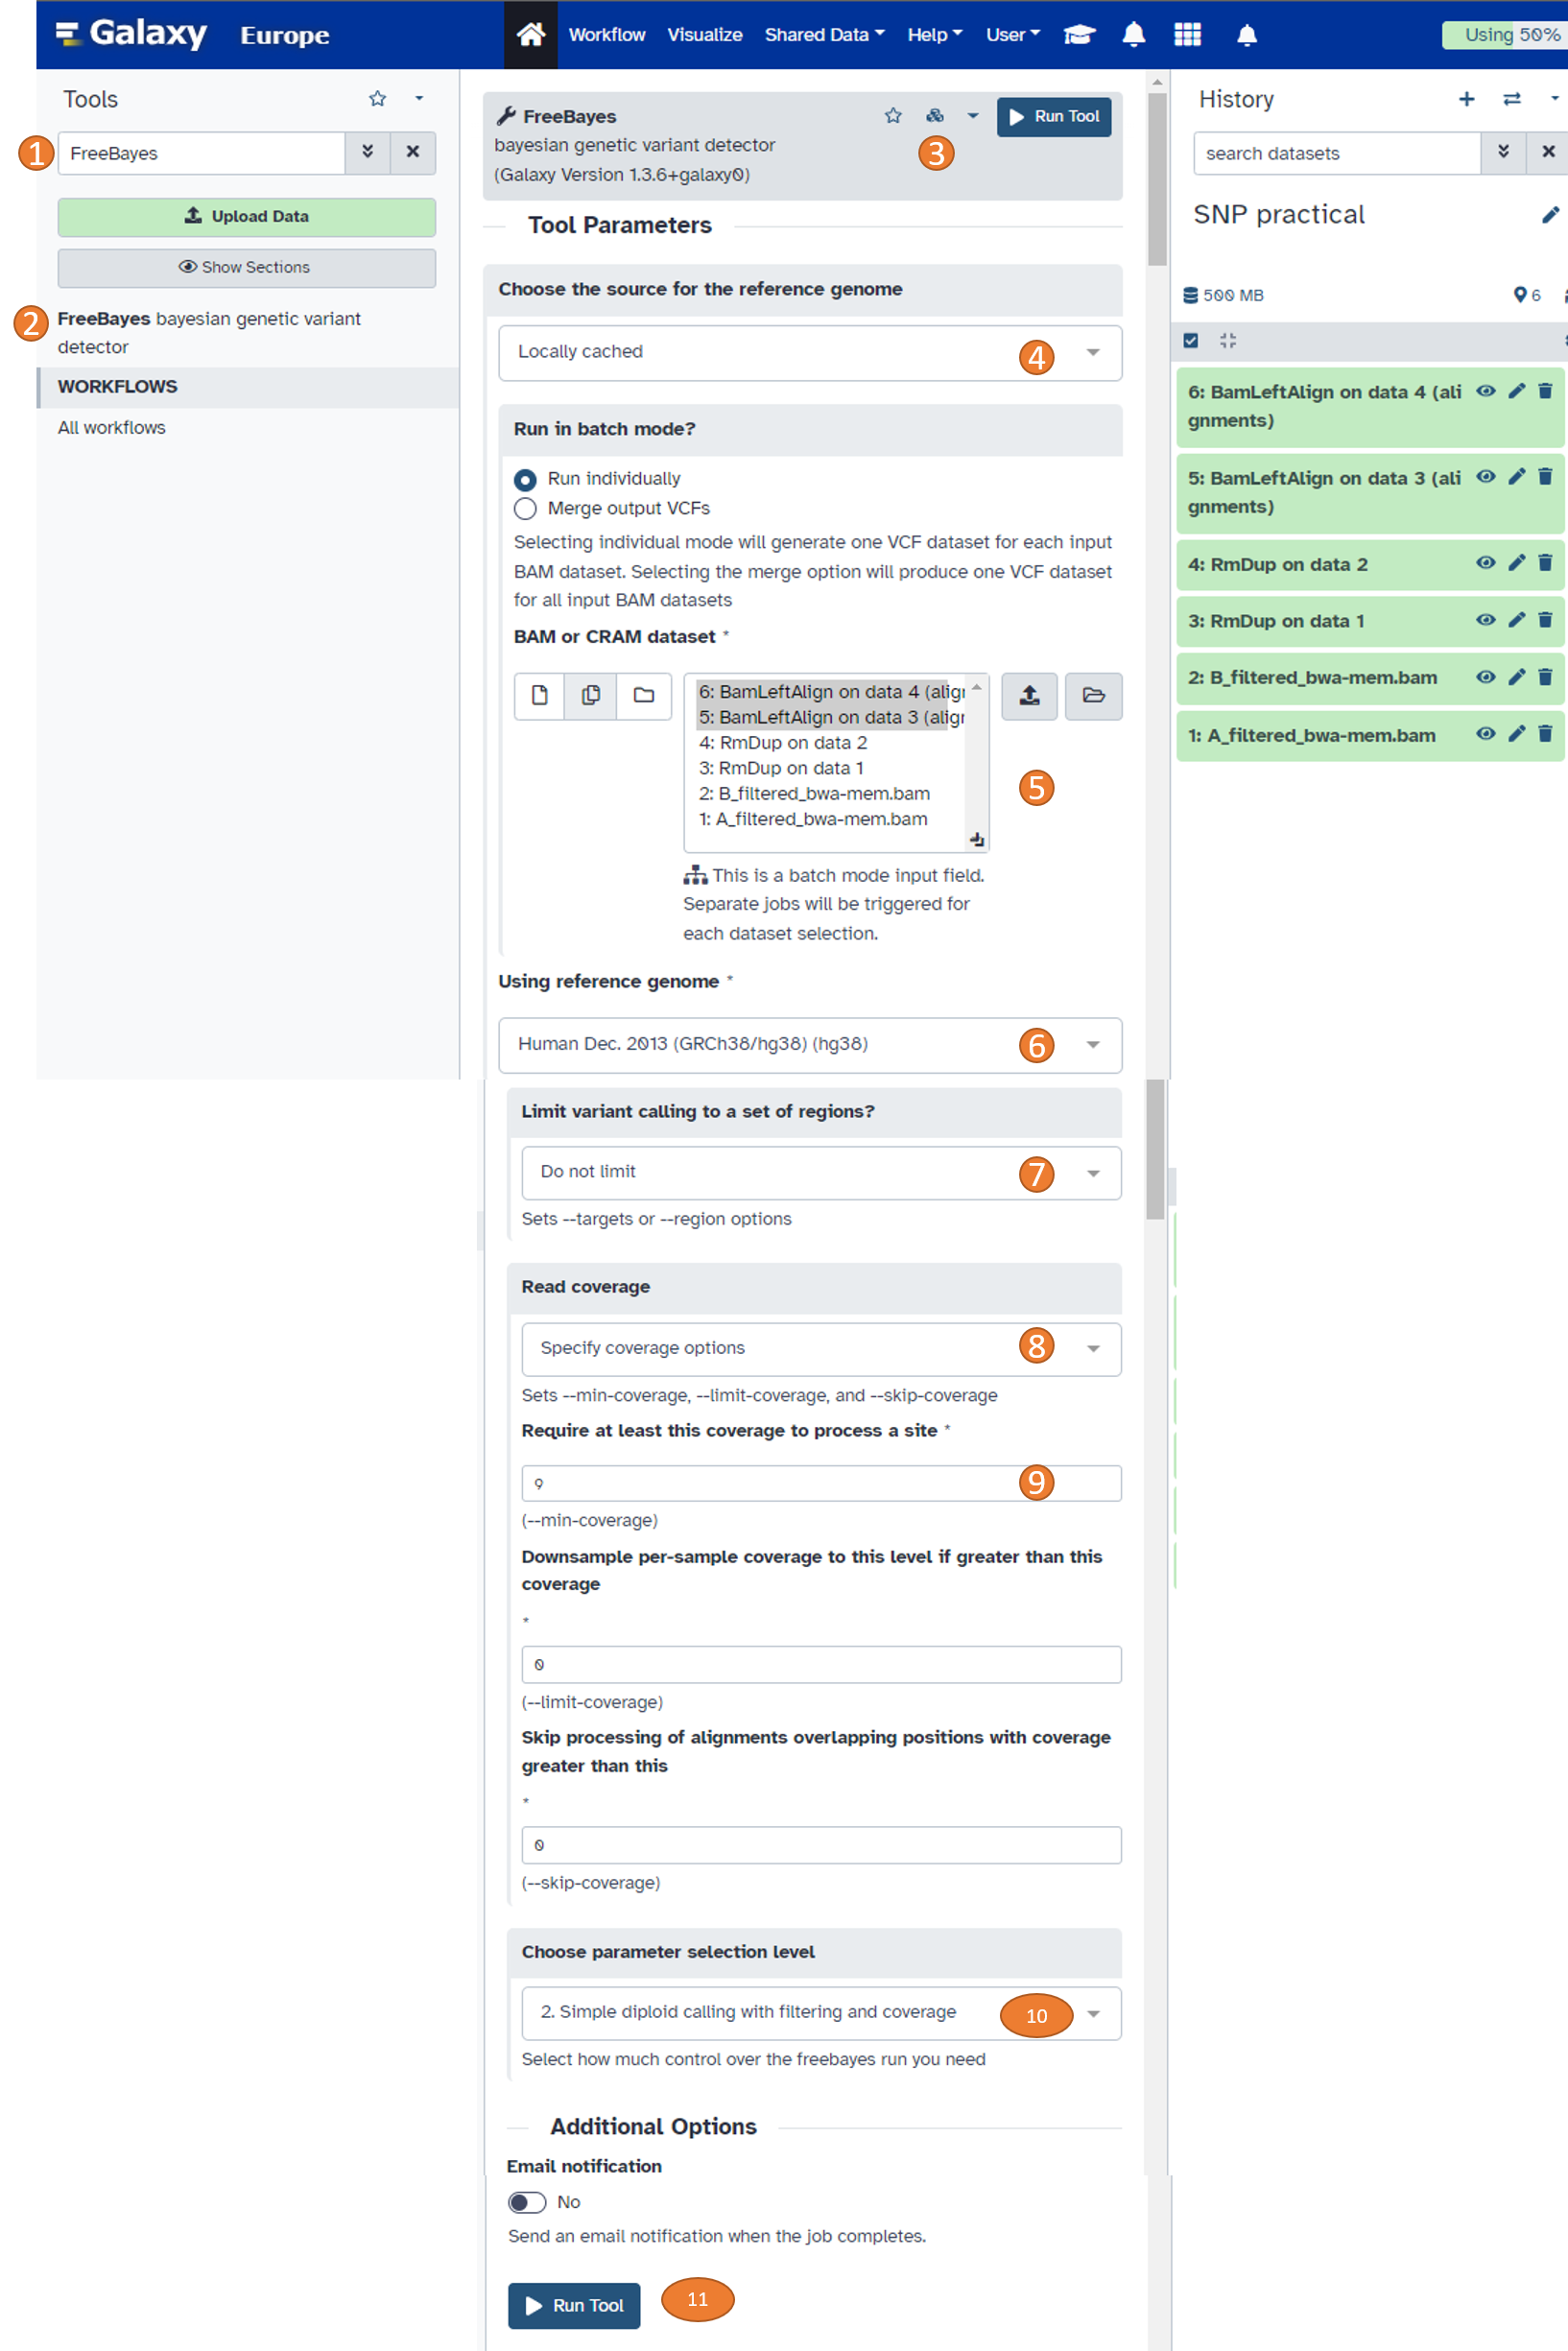 Galaxy Europe
Workflow Visualize Shared Data Help User
Using 50%
Tools
1
FreeBayes
Upload Data
Show Sections
2
FreeBayes bayesian genetic variant
detector
WORKFLOWS
All workflows
FreeBayes
Run Tool
bayesian genetic variant detector
3
(Galaxy Version 1.3.6+galaxy0)
Tool Parameters
Choose the source for the reference genome
Locally cached
4
Run in batch mode?
Run individually
Merge output VCFs
Selecting individual mode will generate one VCF dataset for each input
BAM dataset. Selecting the merge option will produce one VCF dataset
for all input BAM datasets
BAM or CRAM dataset *
6: BamLeftAlign on data 4 (align
5: BamLeftAlign on data 3 (align
4: RmDup on data 2
3: RmDup on data 1
2: B_filtered_bwa-mem.bam
1: A_filtered_bwa-mem.bam
5
This is a batch mode input field.
Separate jobs will be triggered for
each dataset selection.
Using reference genome *
Human Dec. 2013 (GRCh38/hg38) (hg38)
6
Limit variant calling to a set of regions?
Do not limit
7
Sets --targets or --region options
Read coverage
Specify coverage options
8
Sets --min-coverage, --limit-coverage, and --skip-coverage
Require at least this coverage to process a site *
9
9
(--min-coverage)
Downsample per-sample coverage to this level if greater than this
coverage
*
0
(--limit-coverage)
Skip processing of alignments overlapping positions with coverage
greater than this
*
0
(--skip-coverage)
Choose parameter selection level
2. Simple diploid calling with filtering and coverage
10
Select how much control over the freebayes run you need
Additional Options
Email notification
No
Send an email notification when the job completes.
Run Tool
11
History
search datasets
SNP practical
500 MB
6
6: BamLeftAlign on data 4 (ali
gnments)
5: BamLeftAlign on data 3 (ali
gnments)
4: RmDup on data 2
3: RmDup on data 1
2: B_filtered_bwa-mem.bam
1: A_filtered_bwa-mem.bam